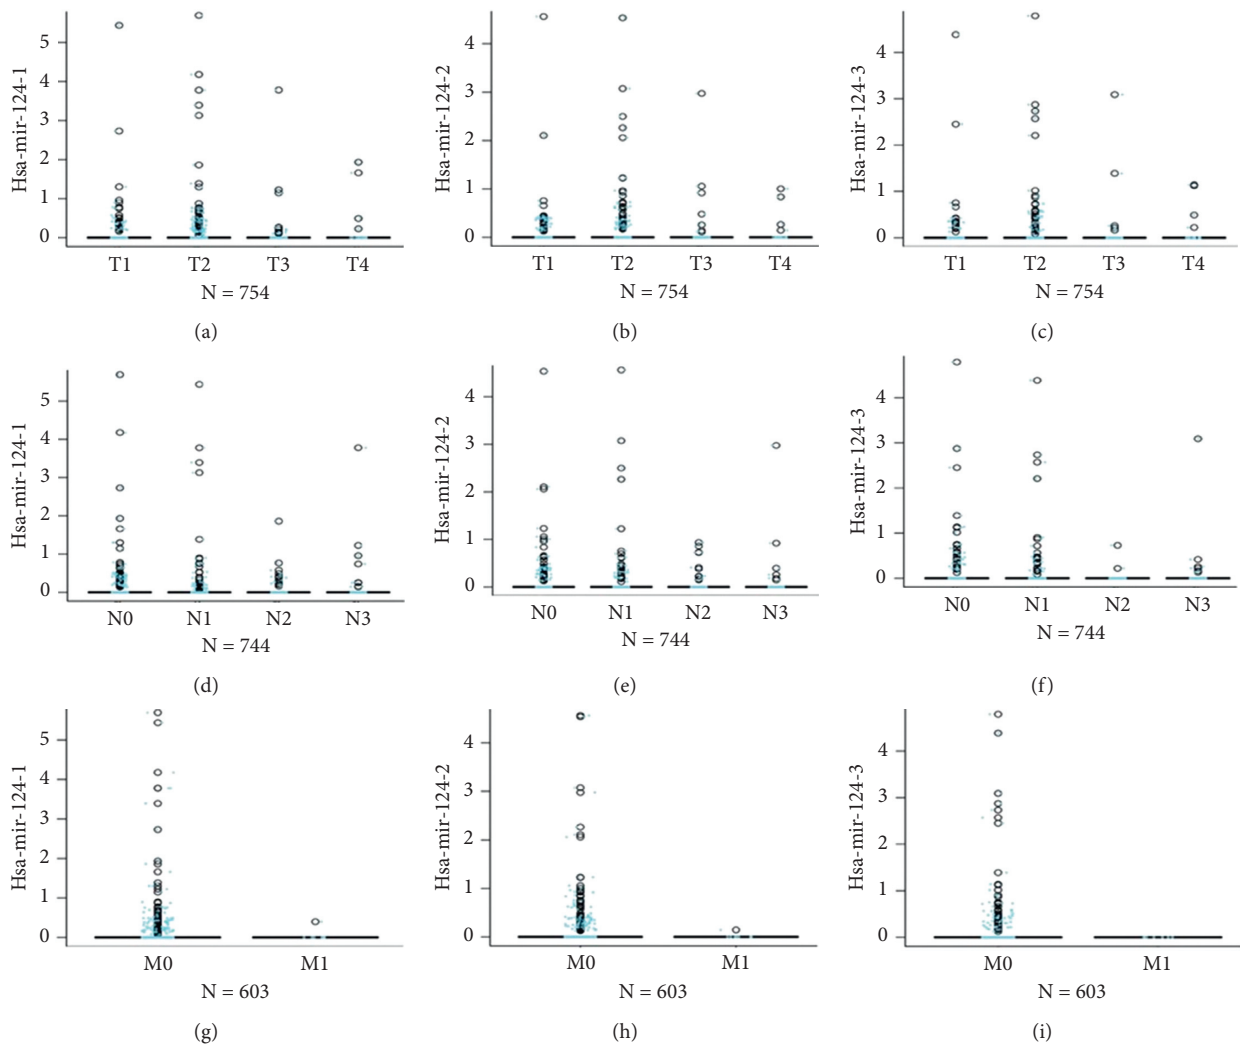 Hsa-mir-124-1
5
4
3
2
1
0
T1 T2 T3 T4
N = 754
(a)
Hsa-mir-124-2
4
3
2
1
0
T1 T2 T3 T4
N = 754
(b)
Hsa-mir-124-3
4
3
2
1
0
T1 T2 T3 T4
N = 754
(c)
Hsa-mir-124-1
5
4
3
2
1
0
N0 N1 N2 N3
N = 744
(d)
Hsa-mir-124-2
4
3
2
1
0
N0 N1 N2 N3
N = 744
(e)
Hsa-mir-124-3
4
3
2
1
0
N0 N1 N2 N3
N = 744
(f)
Hsa-mir-124-1
5
4
3
2
1
0
M0 M1
N = 603
(g)
Hsa-mir-124-2
4
3
2
1
0
M0 M1
N = 603
(h)
Hsa-mir-124-3
4
3
2
1
0
M0 M1
N = 603
(i)